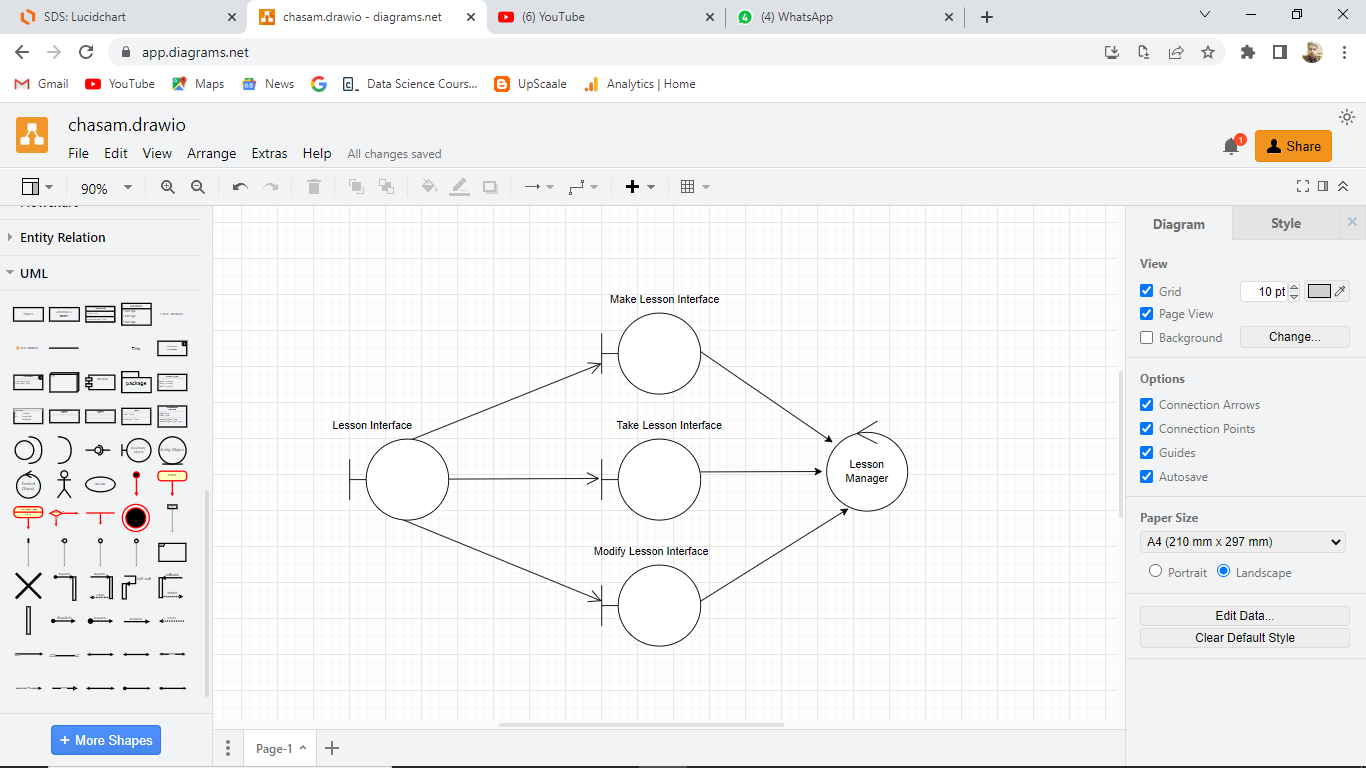 SDS: Lucidchart
chasam.drawio - diagrams.net
(6) YouTube
(4) WhatsApp
app.diagrams.net
Gmail
YouTube
Maps
News
Data Science Cours...
UpScaale
Analytics | Home
chasam.drawio
File Edit View Arrange Extras Help All changes saved
1
Share
90%
Entity Relation
UML
package
More Shapes
Make Lesson Interface
Lesson Interface
Take Lesson Interface
Lesson
Manager
Modify Lesson Interface
Page-1
Diagram
Style
View
Grid
10 pt
Page View
Background
Change...
Options
Connection Arrows
Connection Points
Guides
Autosave
Paper Size
A4 (210 mm x 297 mm)
Portrait
Landscape
Edit Data...
Clear Default Style